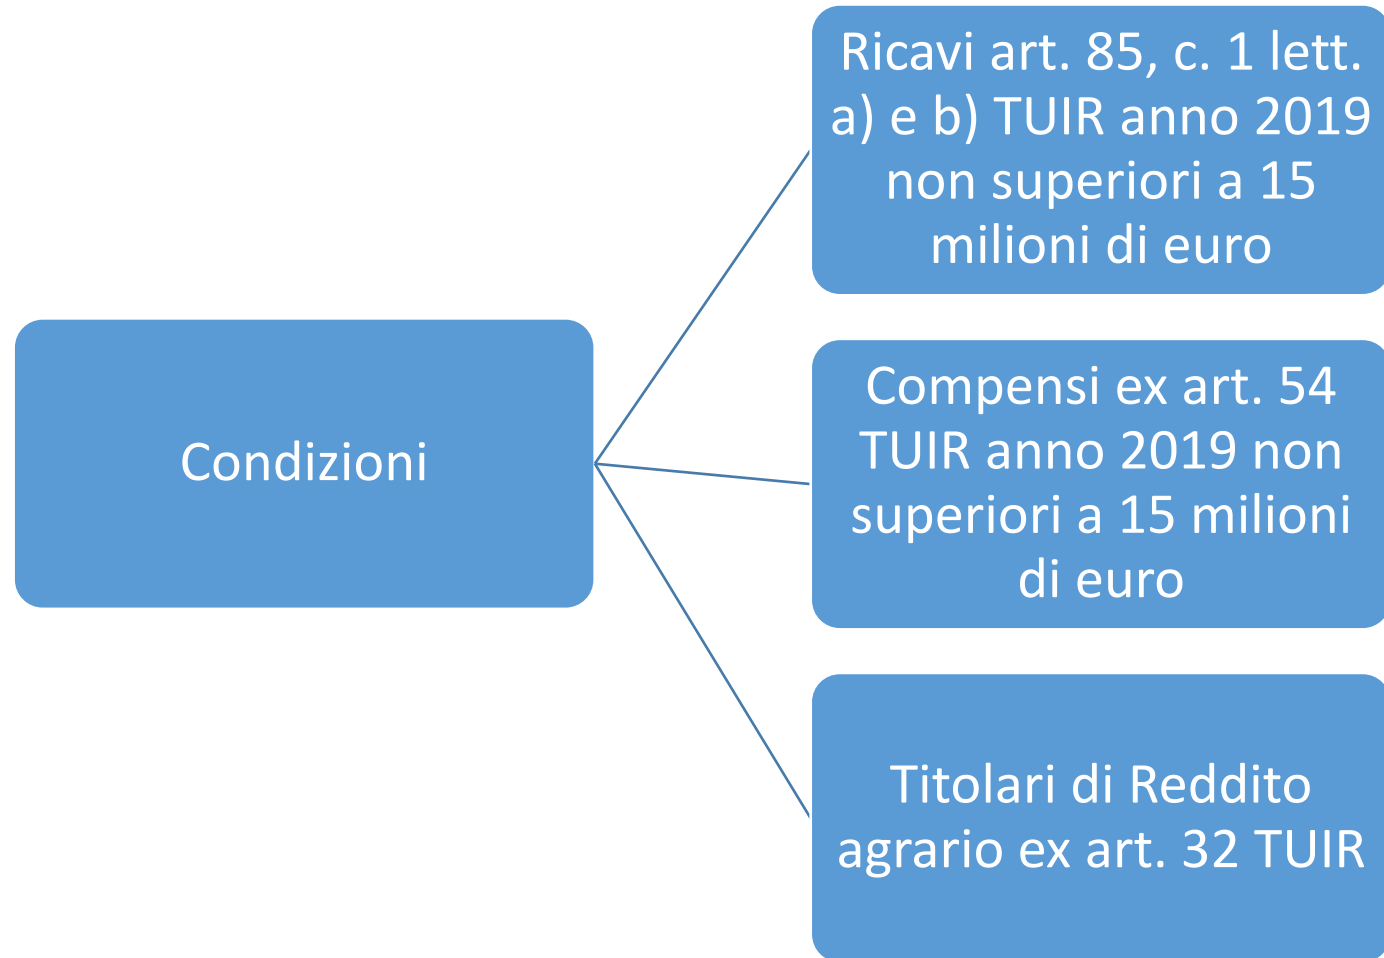 Condizioni
Ricavi art. 85, c. 1 lett.
a) e b) TUIR anno 2019
non superiori a 15
milioni di euro
Compensi ex art. 54
TUIR anno 2019 non
superiori a 15 milioni
di euro
Titolari di Reddito
agrario ex art. 32 TUIR